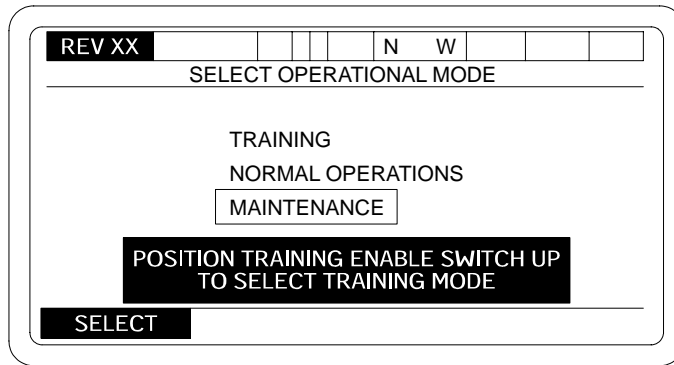 REV XX N W
SELECT OPERATIONAL MODE
TRAINING
NORMAL OPERATIONS
MAINTENANCE
POSITION TRAINING ENABLE SWITCH UP
TO SELECT TRAINING MODE
SELECT